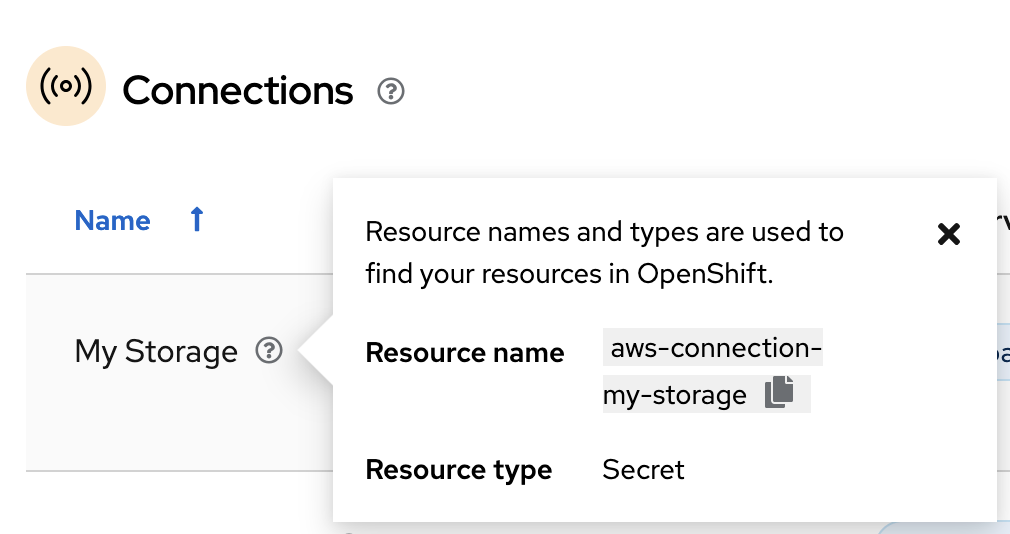 Connections
Name
Resource names and types are used to
find your resources in OpenShift.
My Storage
Resource name
aws-connection-
my-storage
Resource type
Secret